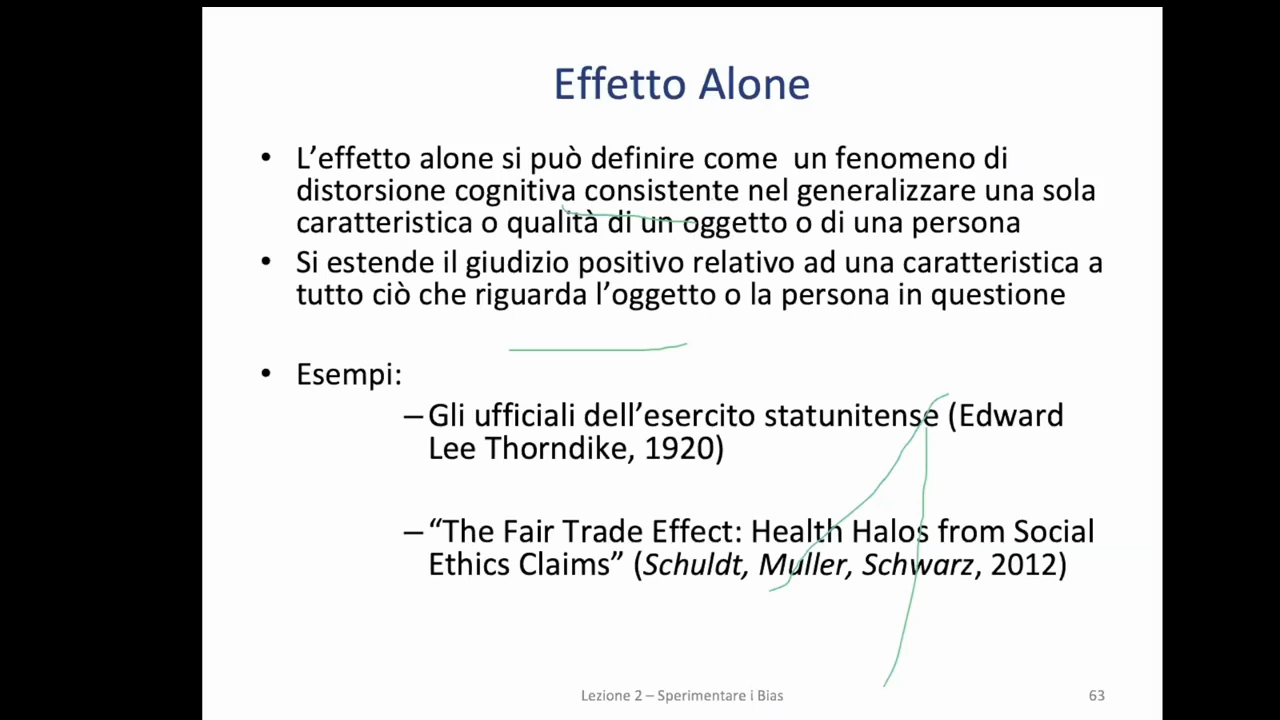 Effetto Alone
• L’effetto alone si può definire come un fenomeno di
distorsione cognitiva consistente nel generalizzare una sola
caratteristica o qualità di un oggetto o di una persona
• Si estende il giudizio positivo relativo ad una caratteristica a
tutto ciò che riguarda l’oggetto o la persona in questione
• Esempi:
– Gli ufficiali dell’esercito statunitense (Edward
Lee Thorndike, 1920)
– “The Fair Trade Effect: Health Halos from Social
Ethics Claims” (Schuldt, Muller, Schwarz, 2012)
Lezione 2 – Sperimentare i Bias
63